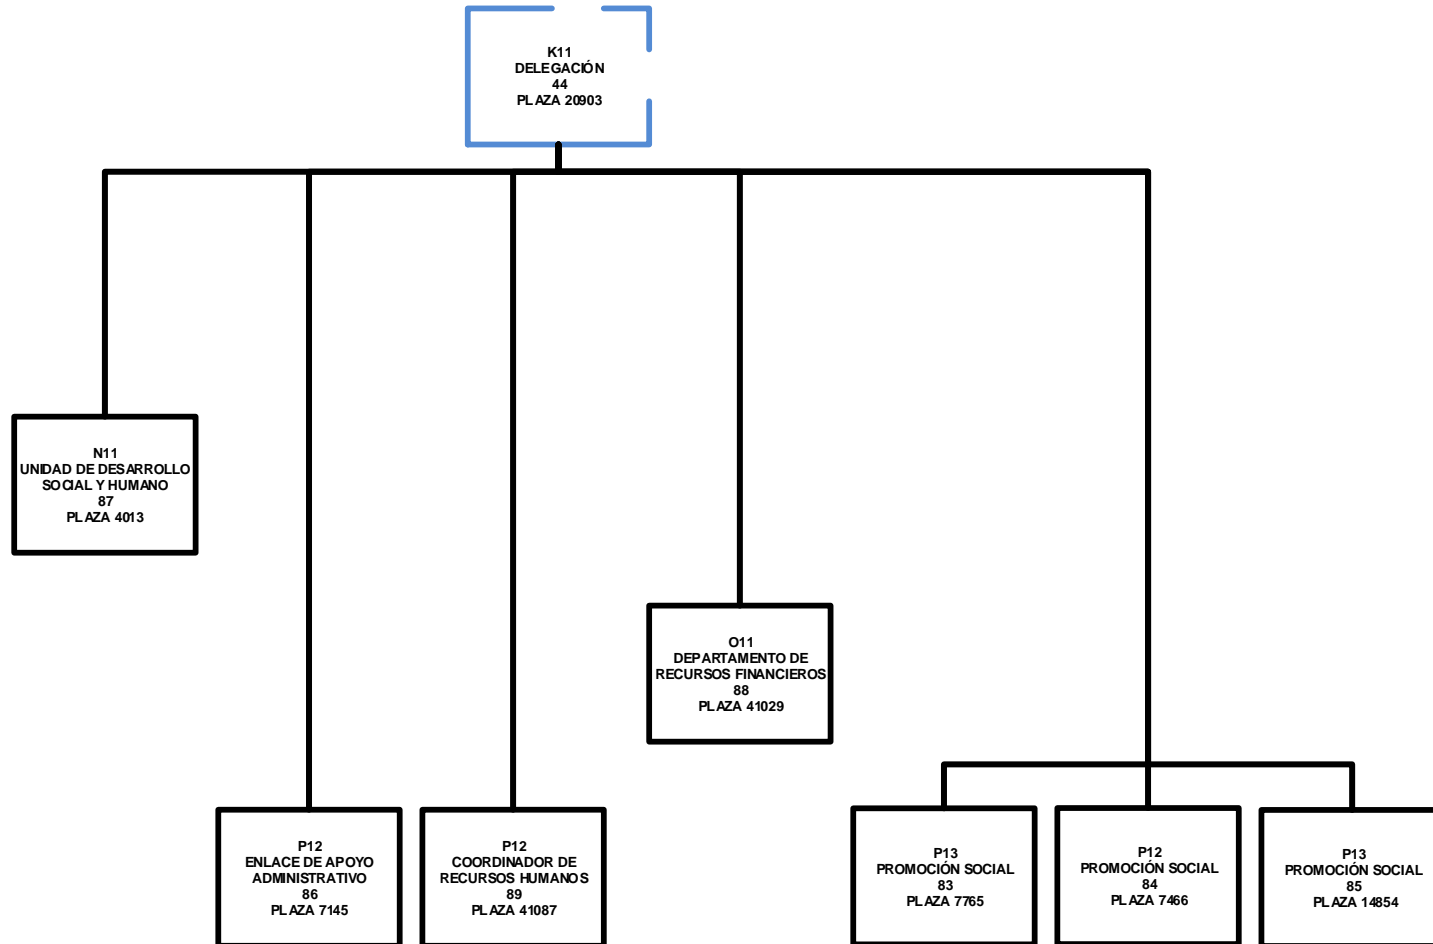 K11
DELEGACIÓN
44
PLAZA 20903
N11
UNIDAD DE DESARROLLO
SOCIAL Y HUMANO
87
PLAZA 4013
O11
DEPARTAMENTO DE
RECURSOS FINANCIEROS
88
PLAZA 41029
P12
ENLACE DE APOYO
ADMINISTRATIVO
86
PLAZA 7145
P12
COORDINADOR DE
RECURSOS HUMANOS
89
PLAZA 41087
P13
PROMOCIÓN SOCIAL
83
PLAZA 7765
P12
PROMOCIÓN SOCIAL
84
PLAZA 7466
P13
PROMOCIÓN SOCIAL
85
PLAZA 14854